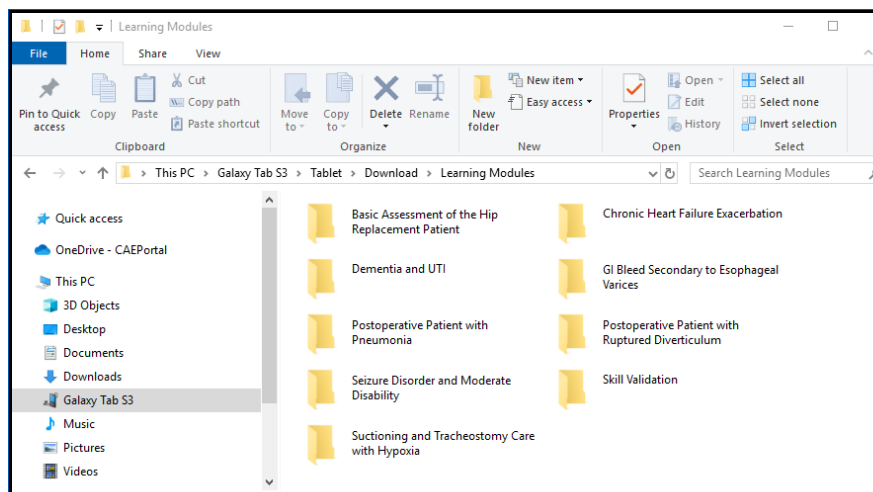 Learning Modules
File Home Share View
Pin to Quick access
Copy
Paste
Cut
Copy path
Paste shortcut
Clipboard
Move to
Copy to
Delete
Rename
Organize
New folder
New item
Easy access
New
Properties
Open
Edit
History
Open
Select all
Select none
Invert selection
Select
This PC > Galaxy Tab S3 > Tablet > Download > Learning Modules
Search Learning Modules
Quick access
OneDrive - CAEPortal
This PC
3D Objects
Desktop
Documents
Downloads
Galaxy Tab S3
Music
Pictures
Videos
Basic Assessment of the Hip
Replacement Patient
Chronic Heart Failure Exacerbation
Dementia and UTI
GI Bleed Secondary to Esophageal
Varices
Postoperative Patient with
Pneumonia
Postoperative Patient with
Ruptured Diverticulum
Seizure Disorder and Moderate
Disability
Skill Validation
Suctioning and Tracheostomy Care
with Hypoxia